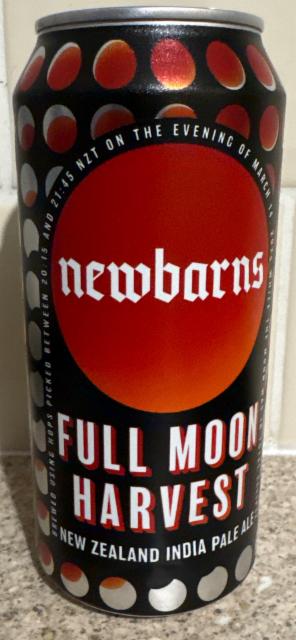 BREWED USING HOPS PICKED BETWEEN 20:15 AND 21:45 NZT ON THE EVENING OF MARCH 14
newbarns
FULL MOON
HARVEST
NEW ZEALAND INDIA PALE ALE